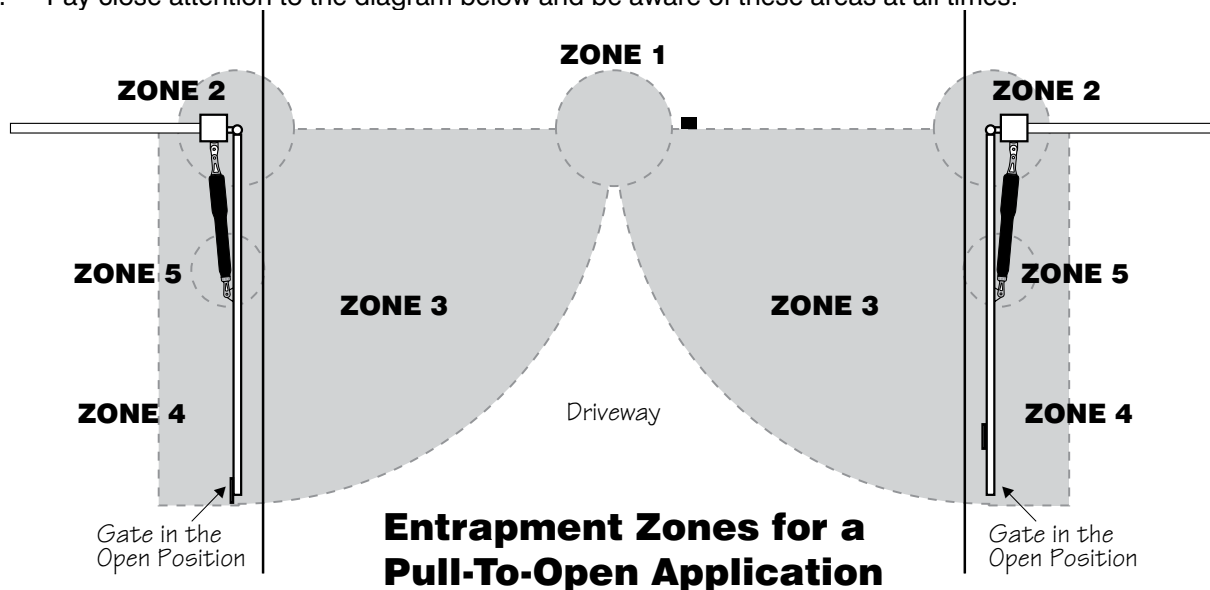 Pay close attention to the diagram below and be aware of these areas at all times.
ZONE 1
ZONE 2
ZONE 2
ZONE 5
ZONE 5
ZONE 3
ZONE 3
ZONE 4
Driveway
ZONE 4
Gate in the
Open Position
Entrapment Zones for a
Pull-To-Open Application
Gate in the
Open Position